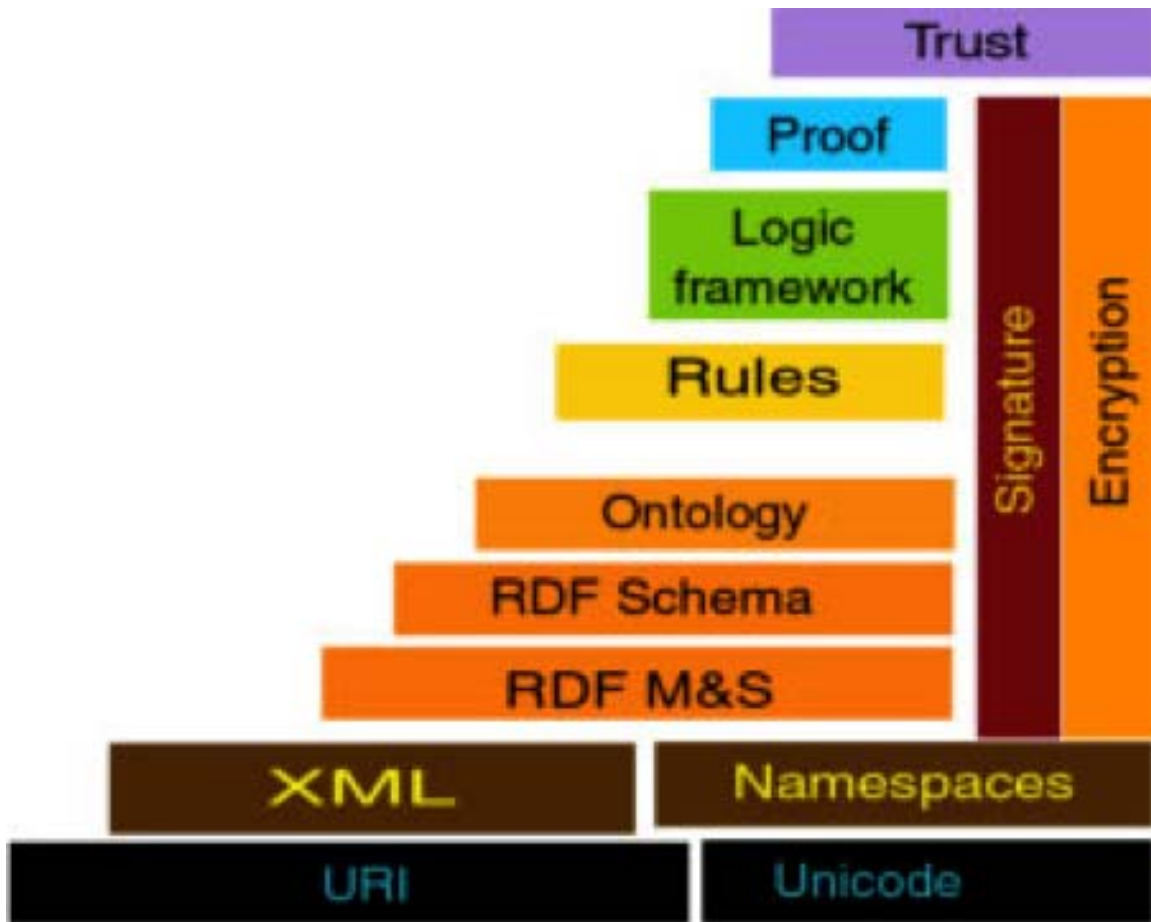 Trust
Proof
Logic
framework
Rules
Ontology
RDF Schema
RDF M&S
Signature
Encryption
XML
Namespaces
URI
Unicode